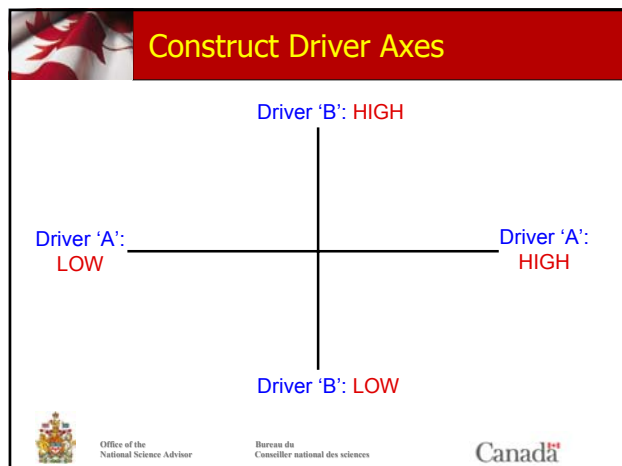 Construct Driver Axes
Driver ‘B’: HIGH
Driver ‘A’:
LOW
Driver ‘A’:
HIGH
Driver ‘B’: LOW
Office of the
National Science Advisor
Bureau du
Conseiller national des sciences
Canada